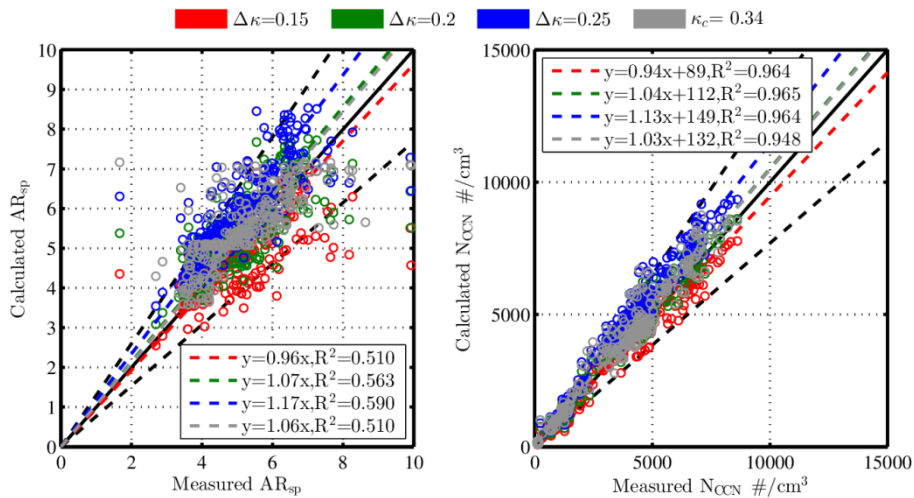 Δκ=0.15 Δκ=0.2 Δκ=0.25 κc= 0.34
10
9
8
7
6
5
4
3
2
1
0
Calculated ARsp
y=0.96x,R²=0.510
y=1.07x,R²=0.563
y=1.17x,R²=0.590
y=1.06x,R²=0.510
0 2 4 6 8 10
Measured ARsp
15000
10000
5000
0
Calculated NCCN #/cm³
y=0.94x+89,R²=0.964
y=1.04x+112,R²=0.965
y=1.13x+149,R²=0.964
y=1.03x+132,R²=0.948
0 5000 10000 15000
Measured NCCN #/cm³